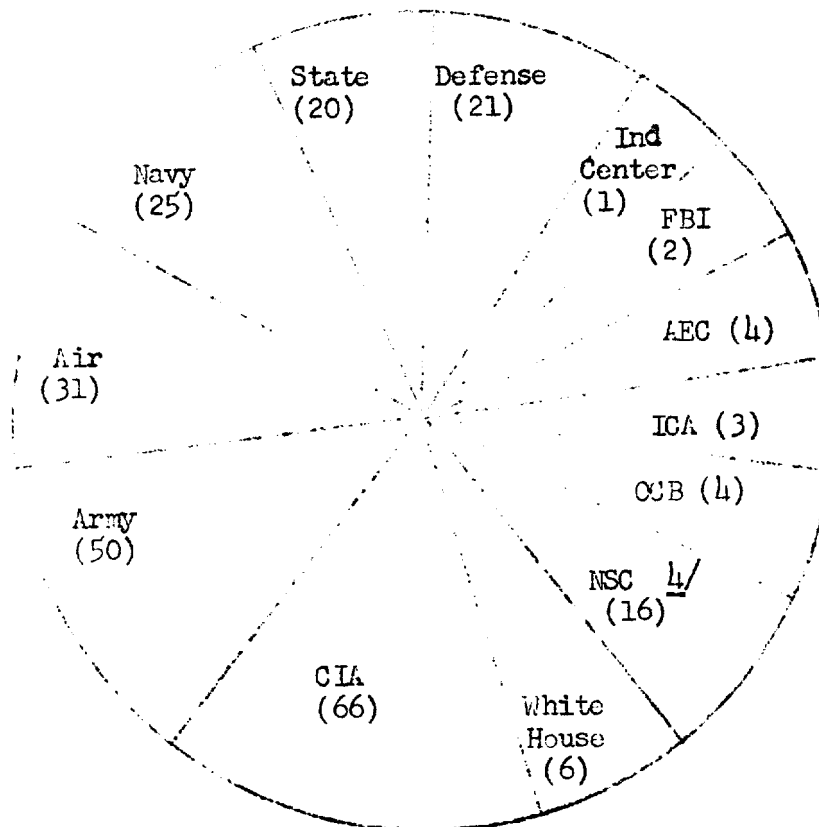 State
(20)
Defense
(21)
Ind
Center
(1)
FBI
(2)
AEC (4)
ICA (3)
OCB (4)
NSC 4/
(16)
White
House
(6)
CIA
(66)
Army
(50)
Air
(31)
Navy
(25)